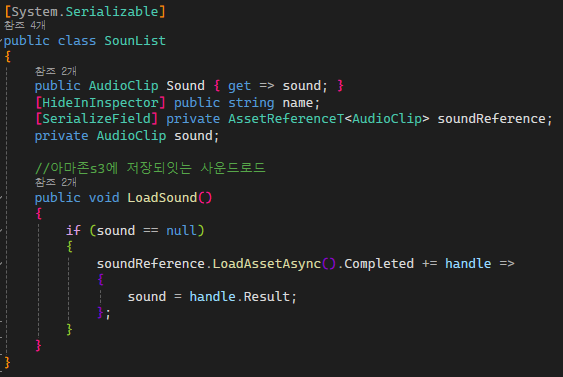 [System.Serializable]
참조 4개
public class SounList
{
참조 2개
public AudioClip Sound { get => sound; }
[HideInInspector] public string name;
[SerializeField] private AssetReferenceT<AudioClip> soundReference;
private AudioClip sound;
//아마존s3에 저장되잇는 사운드로드
참조 2개
public void LoadSound()
{
if (sound == null)
{
soundReference.LoadAssetAsync().Completed += handle =>
{
sound = handle.Result;
};
}
}
}